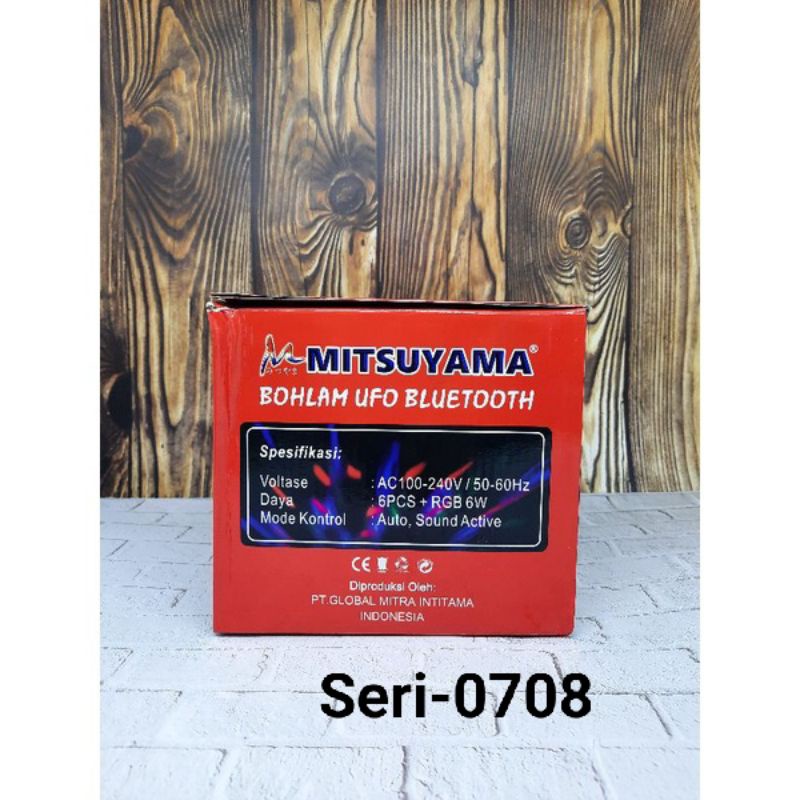 MITSUYAMA®
BOHLAM UFO BLUETOOTH
Spesifikasi:
Voltase : AC100-240V / 50-60Hz
Daya : 6PCS + RGB 6W
Mode Kontrol : Auto, Sound Active
CE
Diproduksi Oleh:
PT.GLOBAL MITRA INTITAMA
INDONESIA
Seri-0708